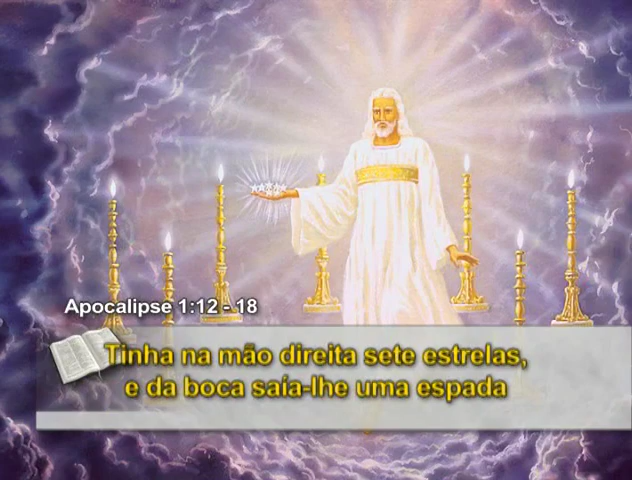 Apocalipse 1:12 - 18
Tinha na mão direita sete estrelas,
e da boca saía-lhe uma espada